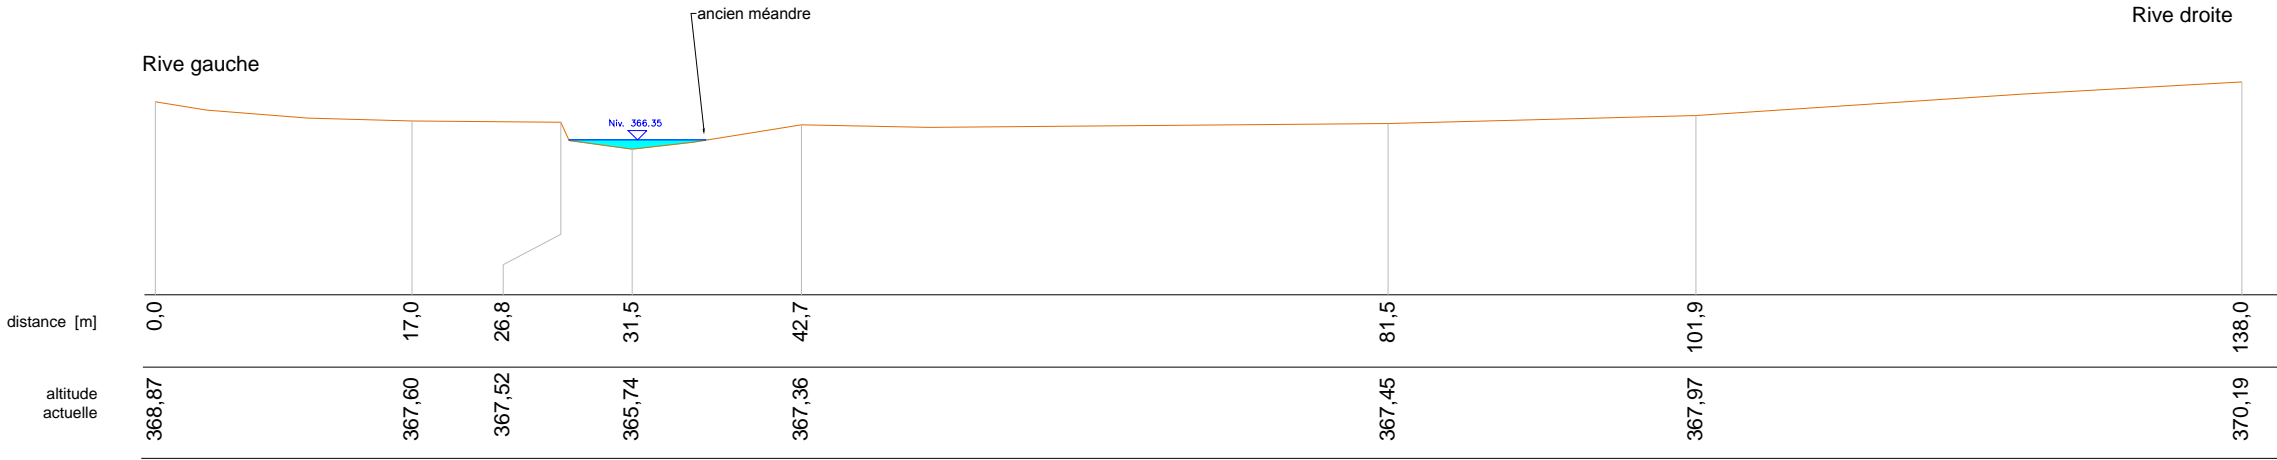 ancien méandre
Rive droite
Rive gauche
Niv. 366.35
distance [m]
0,0
17,0
26,8
31,5
42,7
81,5
101,9
138,0
altitude
actuelle
368,87
367,60
367,52
365,74
367,36
367,45
367,97
370,19